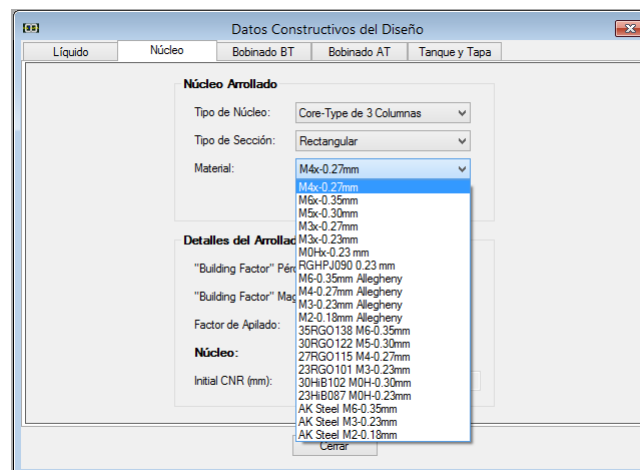 Datos Constructivos del Diseño
Líquido Núcleo Bobinado BT Bobinado AT Tanque y Tapa
Núcleo Arrollado
Tipo de Núcleo: Core-Type de 3 Columnas
Tipo de Sección: Rectangular
Material: M4x-0.27mm
M4x-0.27mm
M6x-0.35mm
M5x-0.30mm
M3x-0.27mm
M3x-0.23mm
M0Hx-0.23 mm
RGHPJ090 0.23 mm
M6-0.35mm Allegheny
M4-0.27mm Allegheny
M3-0.23mm Allegheny
M2-0.18mm Allegheny
35RGO138 M6-0.35mm
30RGO122 M5-0.30mm
27RGO115 M4-0.27mm
23RGO101 M3-0.23mm
30HiB102 M0H-0.30mm
23HiB087 M0H-0.23mm
AK Steel M6-0.35mm
AK Steel M3-0.23mm
AK Steel M2-0.18mm
Detalles del Arrollad
"Building Factor" Pérd
"Building Factor" Mag
Factor de Apilado:
Núcleo:
Initial CNR (mm):
Cerrar